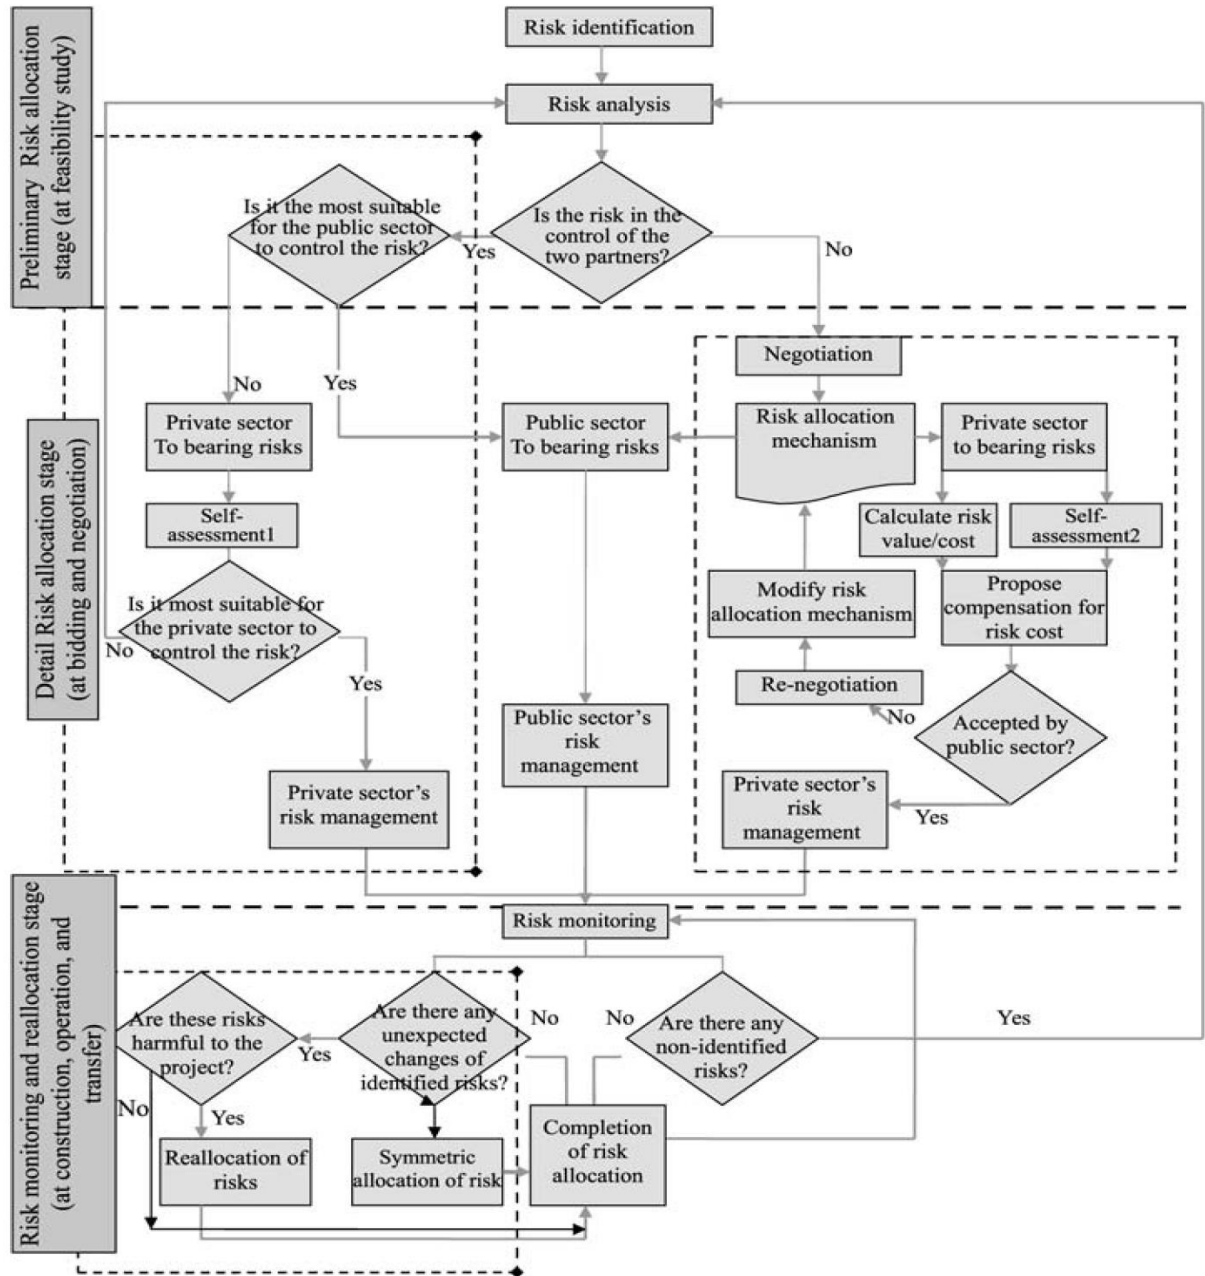 Preliminary Risk allocation
stage (at feasibility study)
Risk identification
Risk analysis
Is it the most suitable
for the public sector
to control the risk?
Yes
Is the risk in the
control of the
two partners?
No
Detail Risk allocation stage
(at bidding and negotiation)
No
Yes
Negotiation
Private sector
To bearing risks
Public sector
To bearing risks
Risk allocation
mechanism
Private sector
to bearing risks
Self-
assessment1
Calculate risk
value/cost
Self-
assessment2
Is it most suitable for
the private sector to
control the risk?
No
Yes
Modify risk
allocation mechanism
Propose
compensation for
risk cost
Re-negotiation
No
Accepted by
public sector?
Yes
Public sector's
risk
management
Private sector's
risk management
Private sector's
risk
management
Risk monitoring and reallocation stage
(at construction, operation, and
transfer)
Risk monitoring
Are these risks
harmful to the
project?
Yes
Are there any
unexpected
changes of
identified risks?
No
No
Are there any
non-identified
risks?
Yes
No
Yes
Reallocation of
risks
Symmetric
allocation of risk
Completion
of risk
allocation